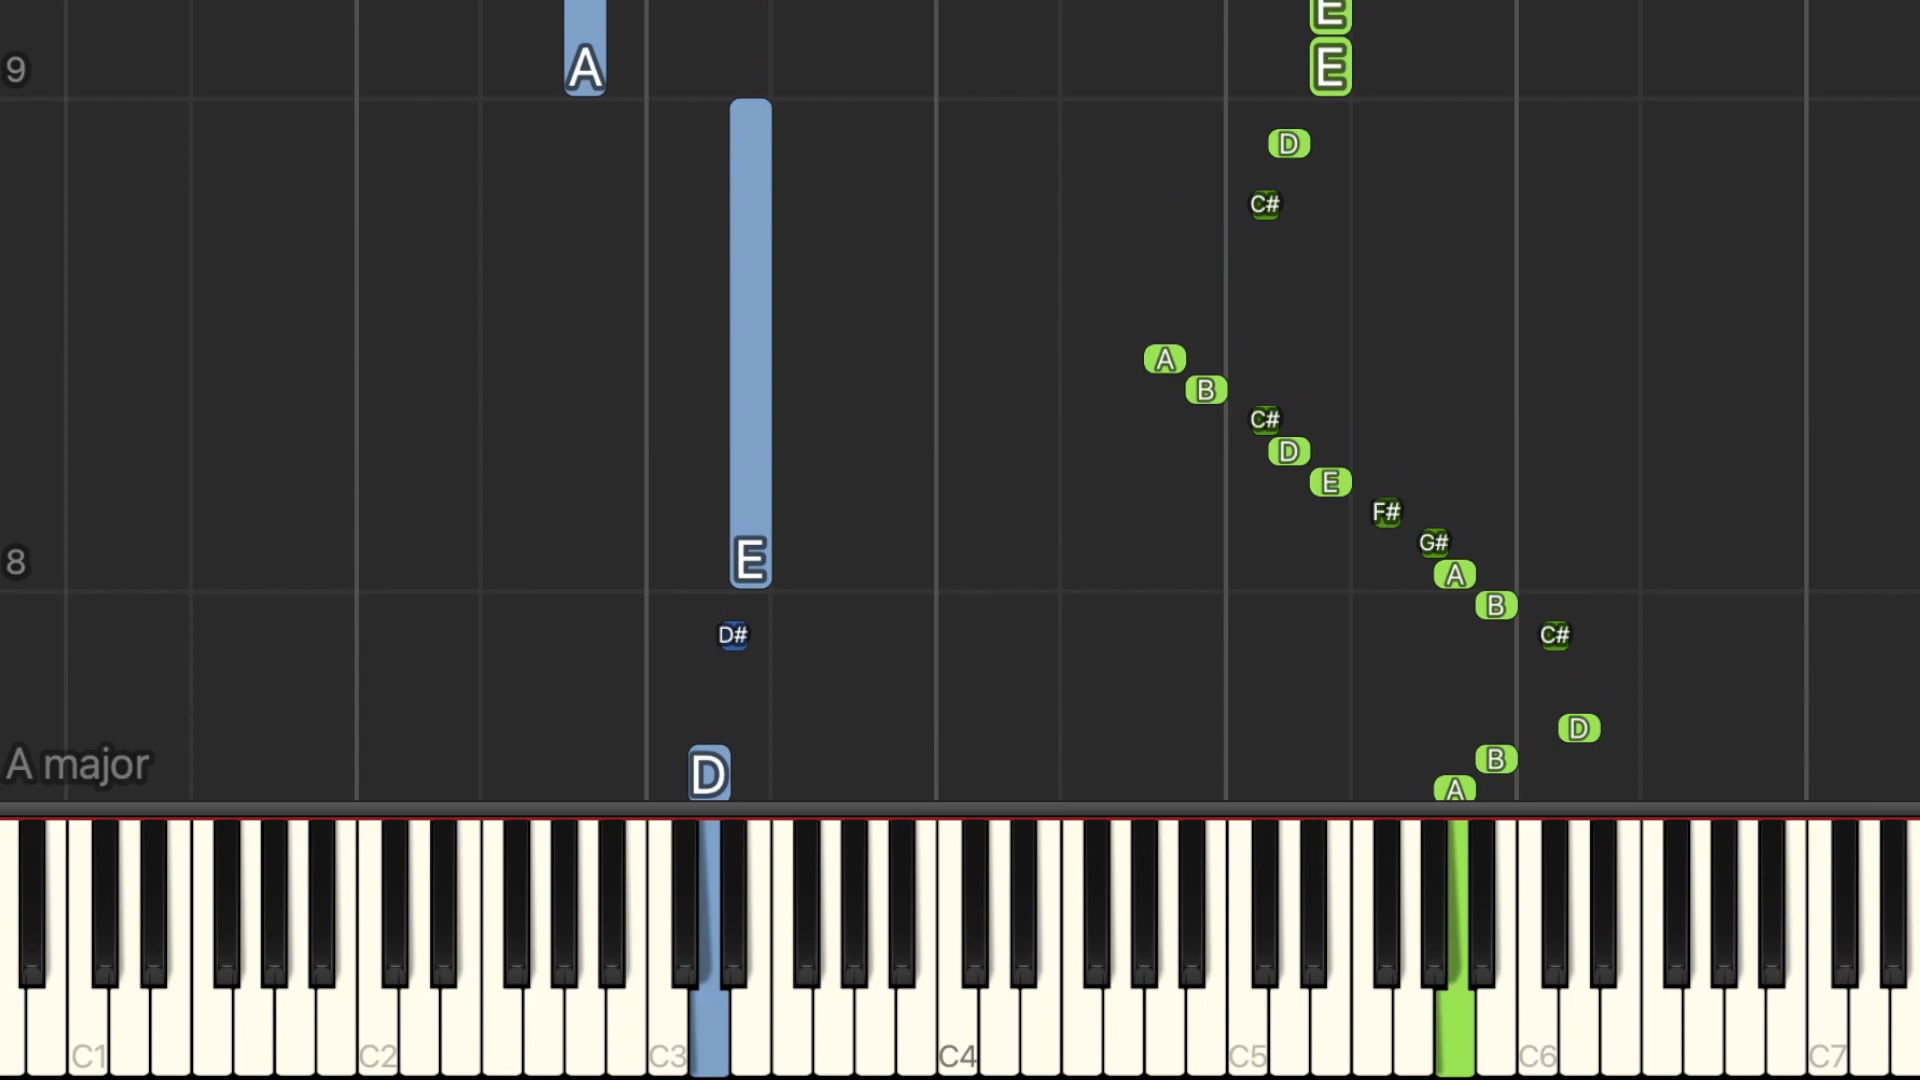 E
9 A E
D
C#
A
B
C#
D
E
F#
G#
8 E A
B
D# C#
D
B
A major D A
C1 C2 C3 C4 C5 C6 C7